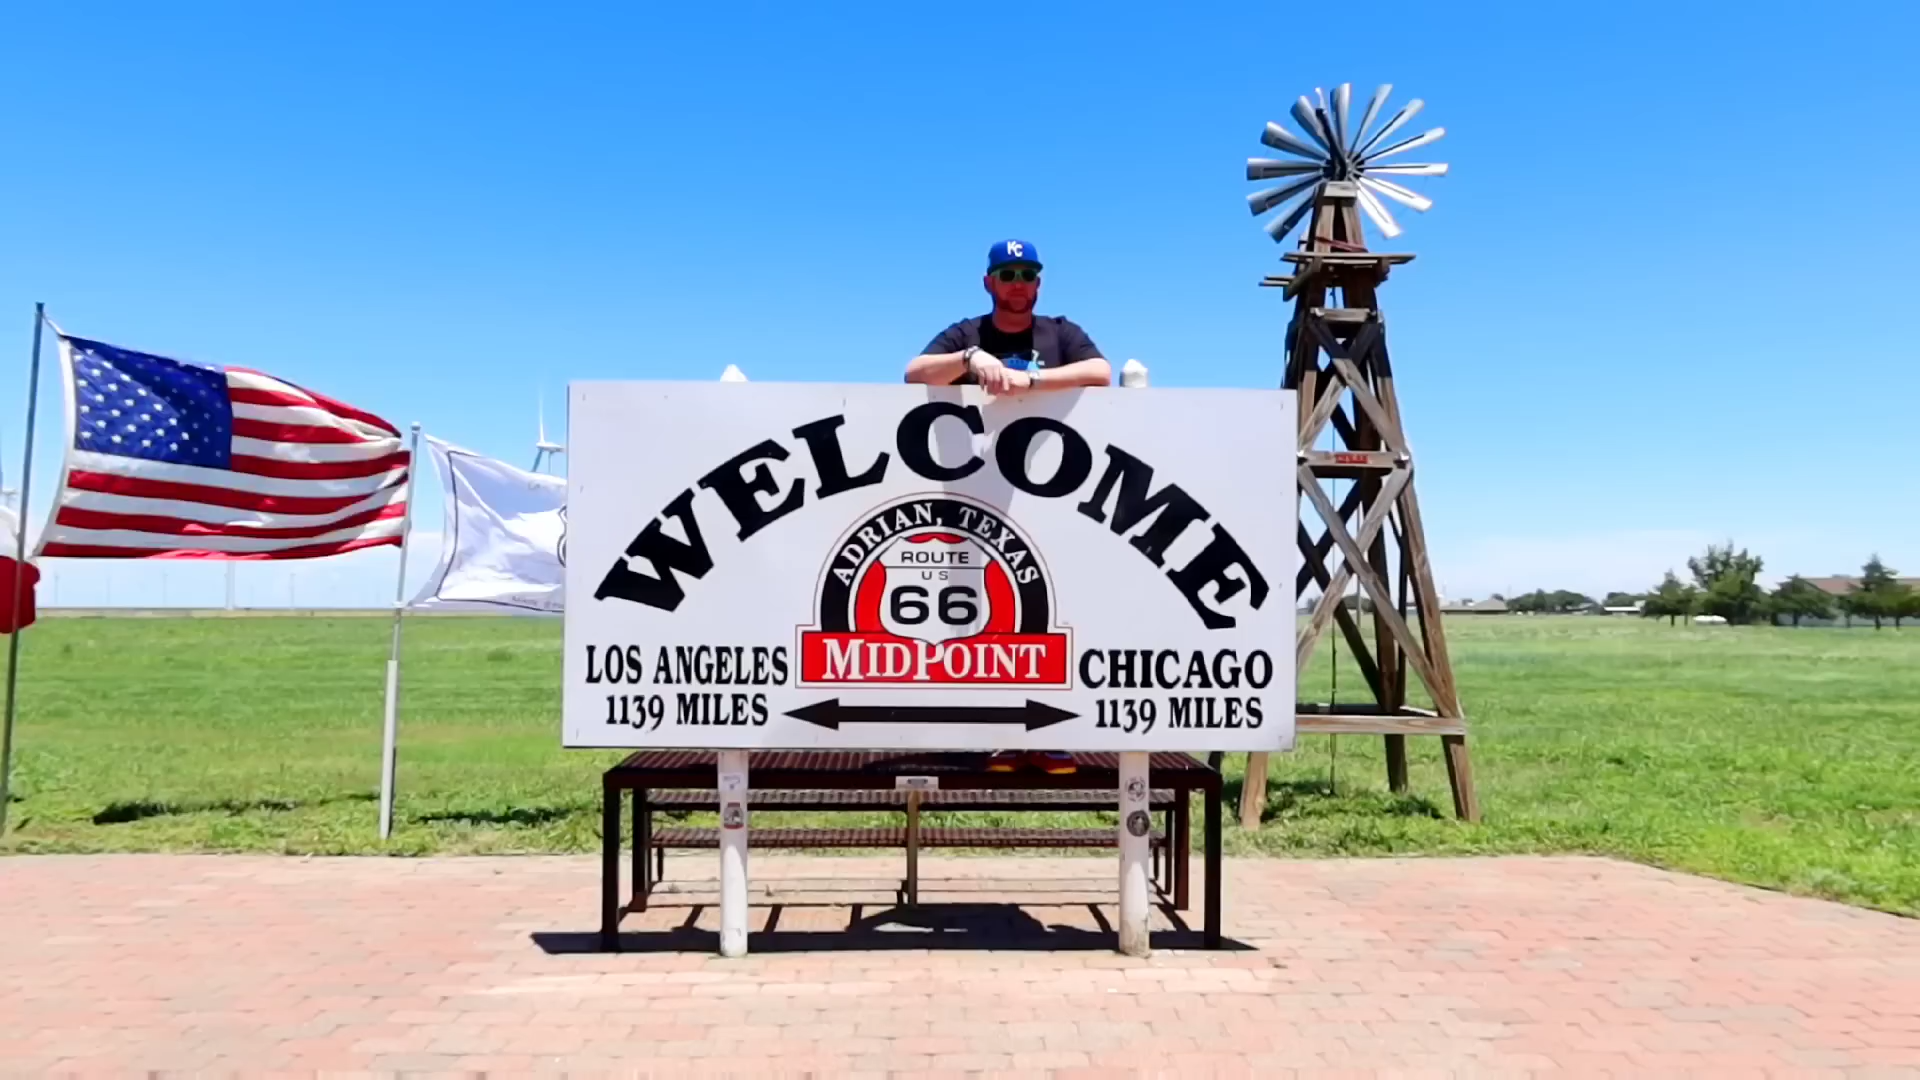 KC
WELCOME
ADRIAN, TEXAS
ROUTE
US
66
MIDPOINT
LOS ANGELES
1139 MILES
CHICAGO
1139 MILES